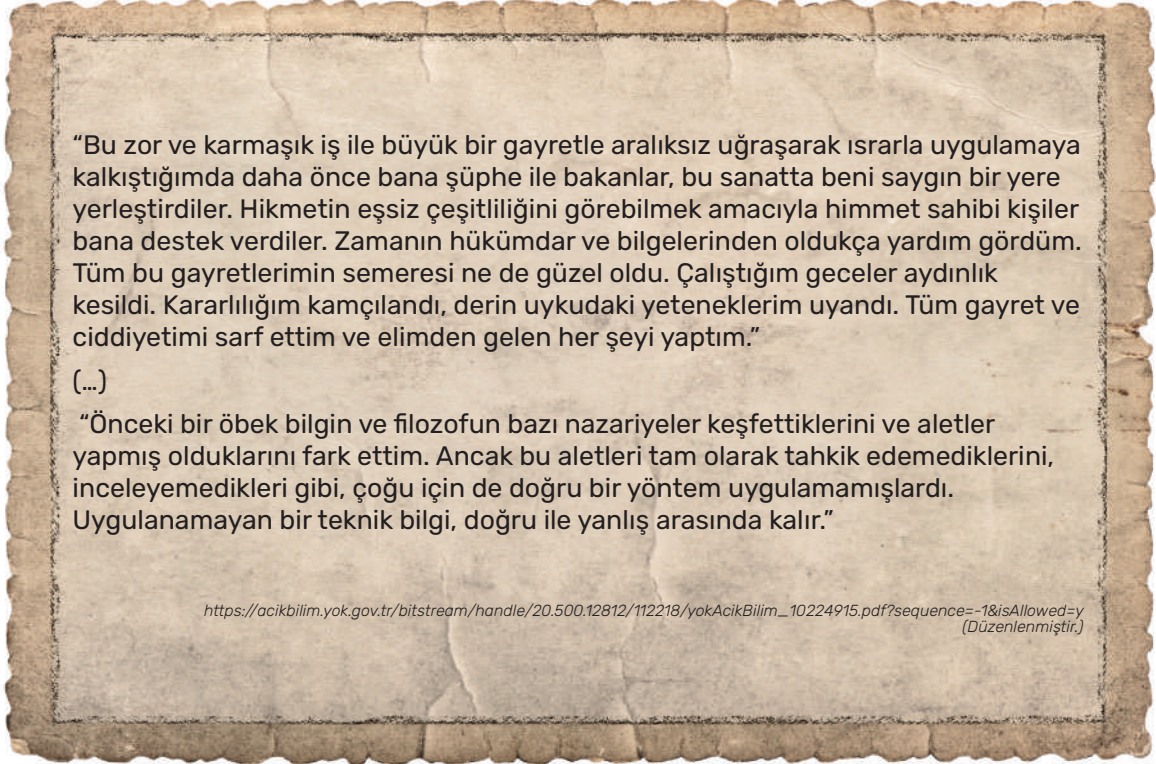 “Bu zor ve karmaşık iş ile büyük bir gayretle aralıksız uğraşarak ısrarla uygulamaya
kalkıştığımda daha önce bana şüphe ile bakanlar, bu sanatta beni saygın bir yere
yerleştirdiler. Hikmetin eşsiz çeşitliliğini görebilmek amacıyla himmet sahibi kişiler
bana destek verdiler. Zamanın hükümdar ve bilgelerinden oldukça yardım gördüm.
Tüm bu gayretlerimin semeresi ne de güzel oldu. Çalıştığım geceler aydınlık
kesildi. Kararlılığım kamçılandı, derin uykudaki yeteneklerim uyandı. Tüm gayret ve
ciddiyetimi sarf ettim ve elimden gelen her şeyi yaptım.”
(...)
“Önceki bir öbek bilgin ve filozofun bazı nazariyeler keşfettiklerini ve aletler
yapmış olduklarını fark ettim. Ancak bu aletleri tam olarak tahkik edemediklerini,
inceleyemedikleri gibi, çoğu için de doğru bir yöntem uygulamamışlardı.
Uygulanamayan bir teknik bilgi, doğru ile yanlış arasında kalır.”
https://acikbilim.yok.gov.tr/bitstream/handle/20.500.12812/112218/yokAcikBilim_10224915.pdf?sequence=-1&isAllowed=y
(Düzenlenmiştir.)